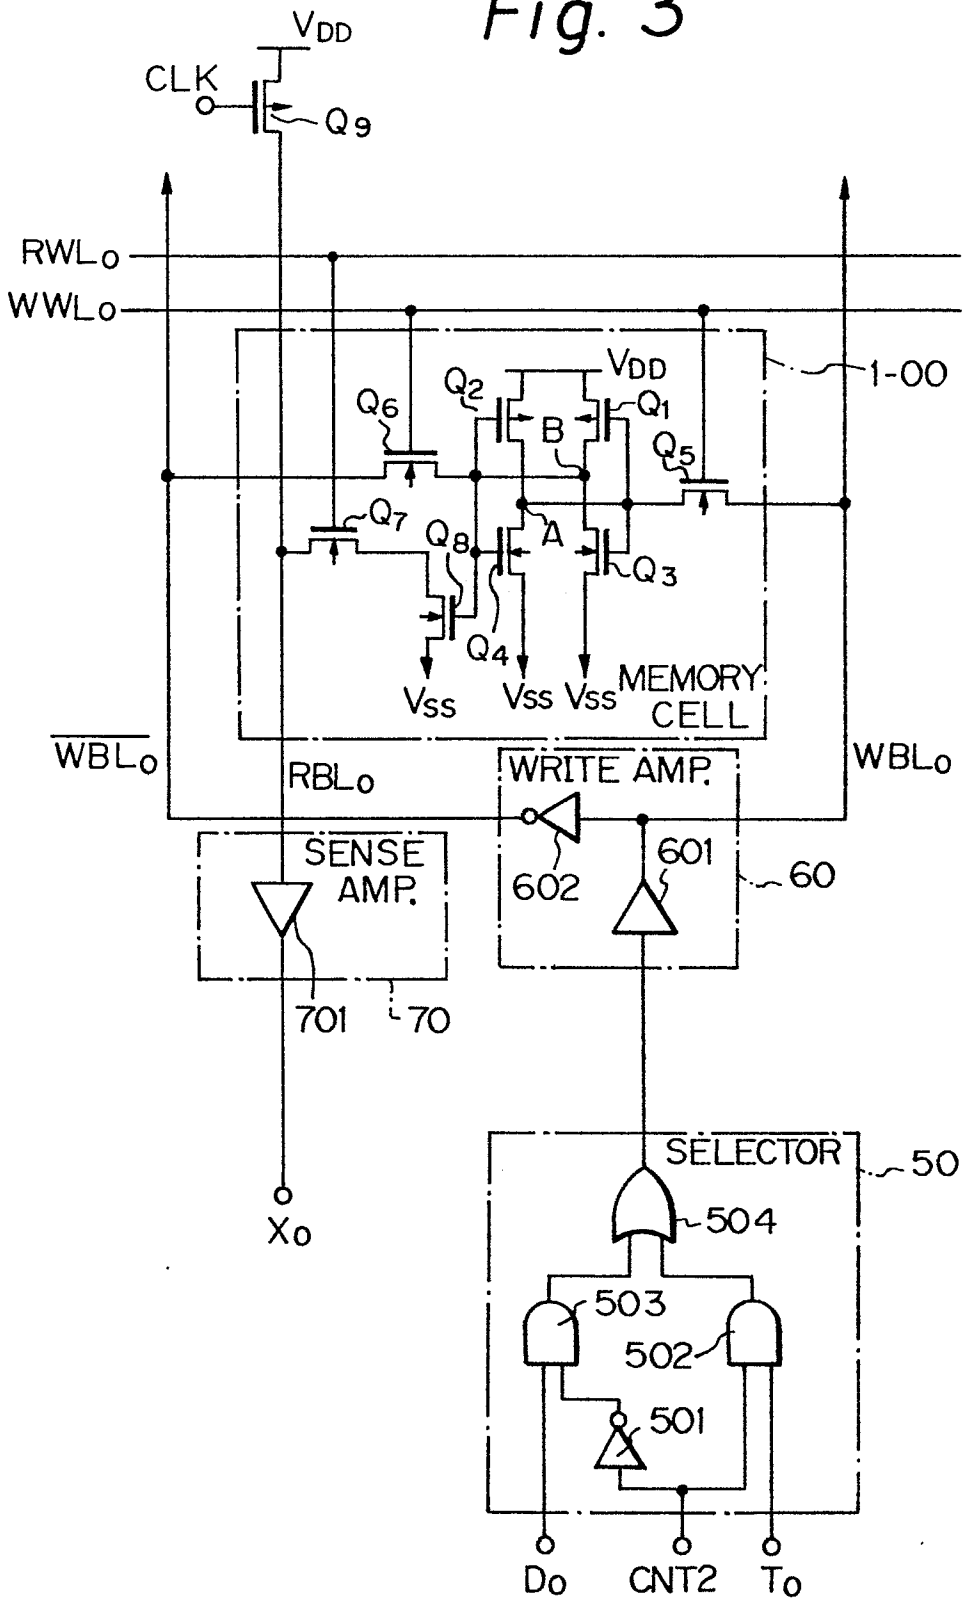 Fig. 3
VDD
CLK
Q9
RWL0
WWL0
1-00
VDD
Q2
Q1
Q6
B
Q5
Q7
Q8
A
Q3
Q4
VSS
VSS
VSS
MEMORY
CELL
W̅B̅L̅0̅
RBL0
WRITE AMP.
WBL0
SENSE
AMP.
601
602
60
701
70
SELECTOR
50
504
503
502
501
D0
CNT2
T0
X0